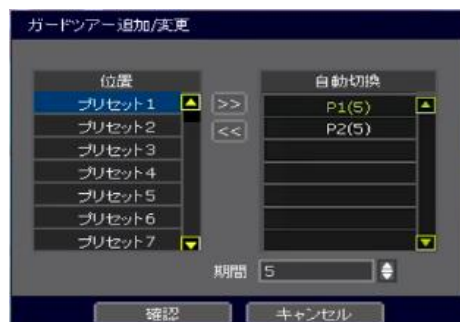 ガードツアー追加/変更
位置
自動切換
プリセット1
>>
P1(5)
プリセット2
<<
P2(5)
プリセット3
プリセット4
プリセット5
プリセット6
プリセット7
期間 5
確認
キャンセル